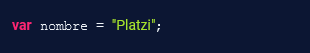 var nombre = "Platzi";